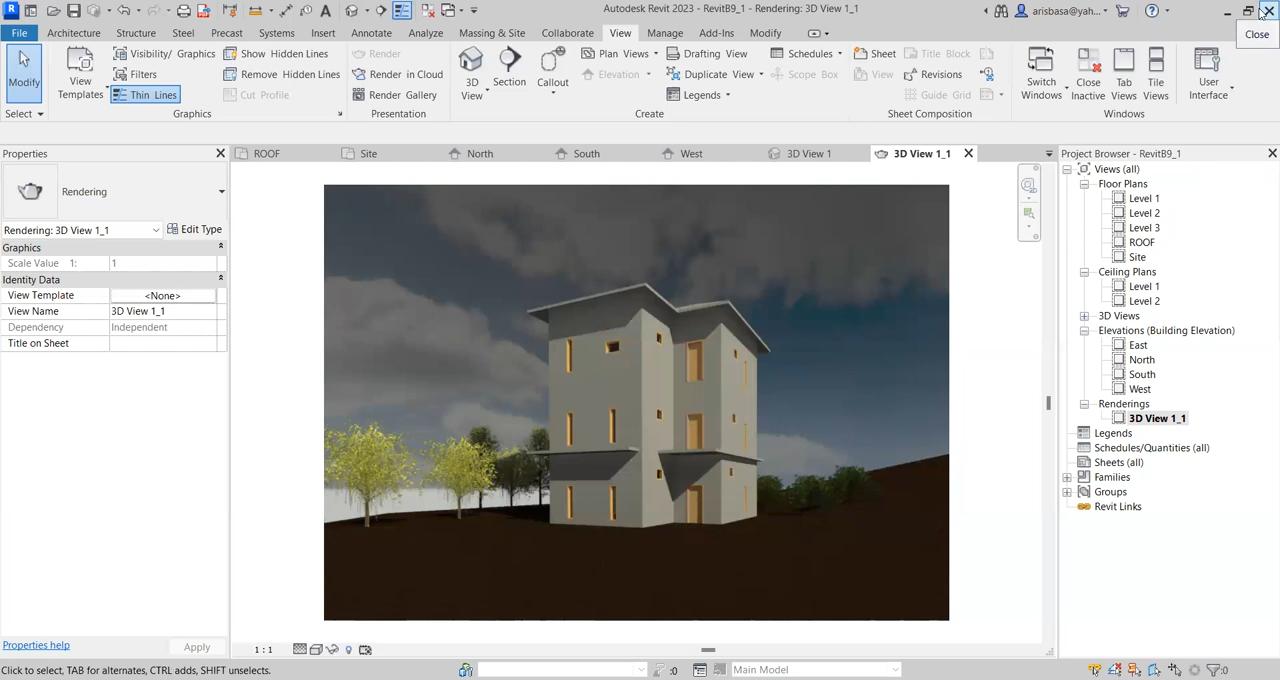 Autodesk Revit 2023 - RevitB9_1 - Rendering: 3D View 1_1
arisbasa@yah...
Close
File Architecture Structure Steel Precast Systems Insert Annotate Analyze Massing & Site Collaborate View Manage Add-Ins Modify
Modify
Select
View
Templates
Visibility/ Graphics
Filters
Thin Lines
Show Hidden Lines
Remove Hidden Lines
Cut Profile
Graphics
Render
Render in Cloud
Render Gallery
Presentation
3D
View
Section
Callout
Plan Views
Elevation
Drafting View
Duplicate View
Legends
Schedules
Scope Box
Create
Sheet
View
Title Block
Revisions
Guide Grid
Sheet Composition
Switch
Windows
Close
Inactive
Tab
Views
Tile
Views
User
Interface
Windows
Properties
Rendering
Rendering: 3D View 1_1
Edit Type
Graphics
Scale Value 1: 1
Identity Data
View Template <None>
View Name 3D View 1_1
Dependency Independent
Title on Sheet
Properties help
Apply
ROOF Site North South West 3D View 1 3D View 1_1
1 : 1
Project Browser - RevitB9_1
Views (all)
Floor Plans
Level 1
Level 2
Level 3
ROOF
Site
Ceiling Plans
Level 1
Level 2
3D Views
Elevations (Building Elevation)
East
North
South
West
Renderings
3D View 1_1
Legends
Schedules/Quantities (all)
Sheets (all)
Families
Groups
Revit Links
Click to select, TAB for alternates, CTRL adds, SHIFT unselects.
:0
Main Model
:0